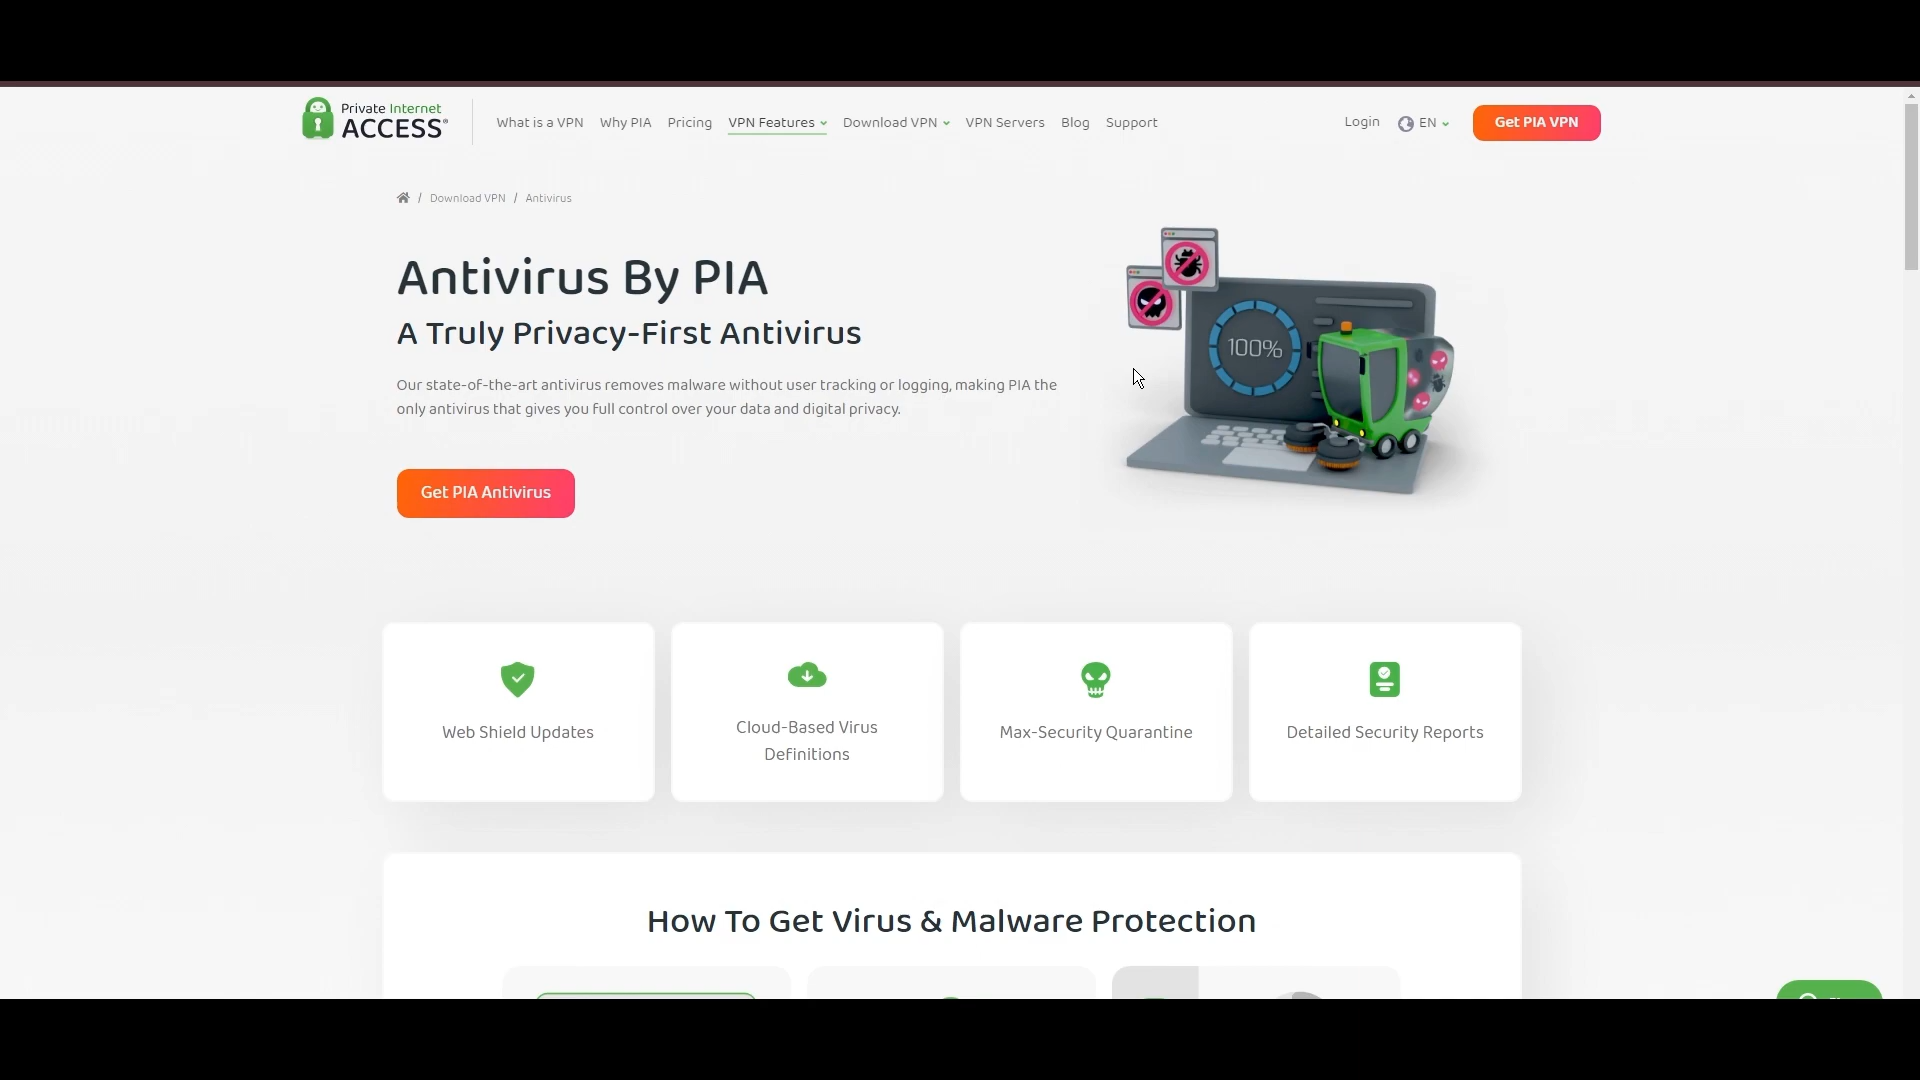 Private Internet
ACCESS®
What is a VPN
Why PIA
Pricing
VPN Features
Download VPN
VPN Servers
Blog
Support
Login
EN
Get PIA VPN
/ Download VPN / Antivirus
Antivirus By PIA
A Truly Privacy-First Antivirus
Our state-of-the-art antivirus removes malware without user tracking or logging, making PIA the
only antivirus that gives you full control over your data and digital privacy.
Get PIA Antivirus
100%
Web Shield Updates
Cloud-Based Virus
Definitions
Max-Security Quarantine
Detailed Security Reports
How To Get Virus & Malware Protection